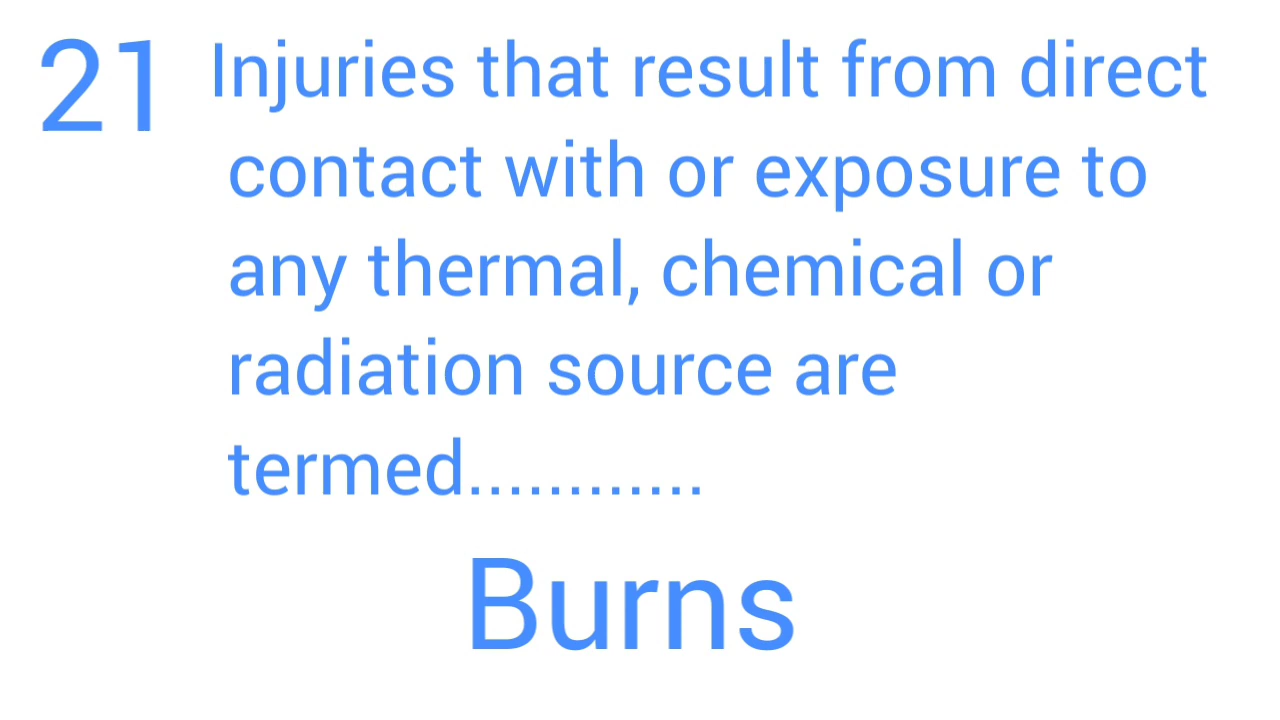 21 Injuries that result from direct
contact with or exposure to
any thermal, chemical or
radiation source are
termed............
Burns